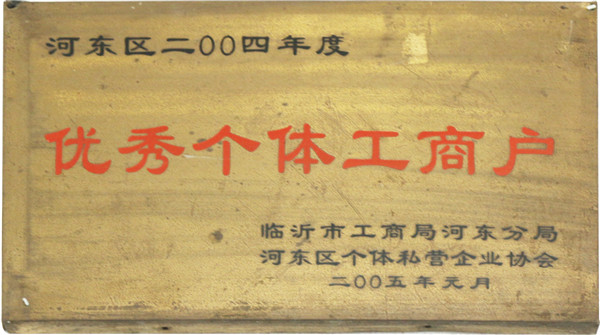 河东区二00四年度
优秀个体工商户
临沂市工商局河东分局
河东区个体私营企业协会
二00五年元月